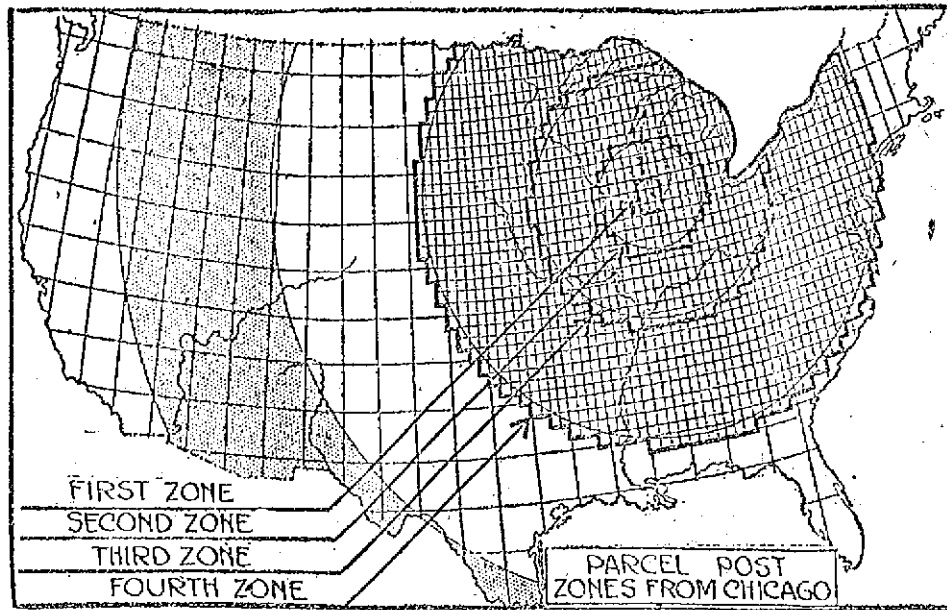 FIRST ZONE
SECOND ZONE
THIRD ZONE
FOURTH ZONE
PARCEL POST
ZONES FROM CHICAGO